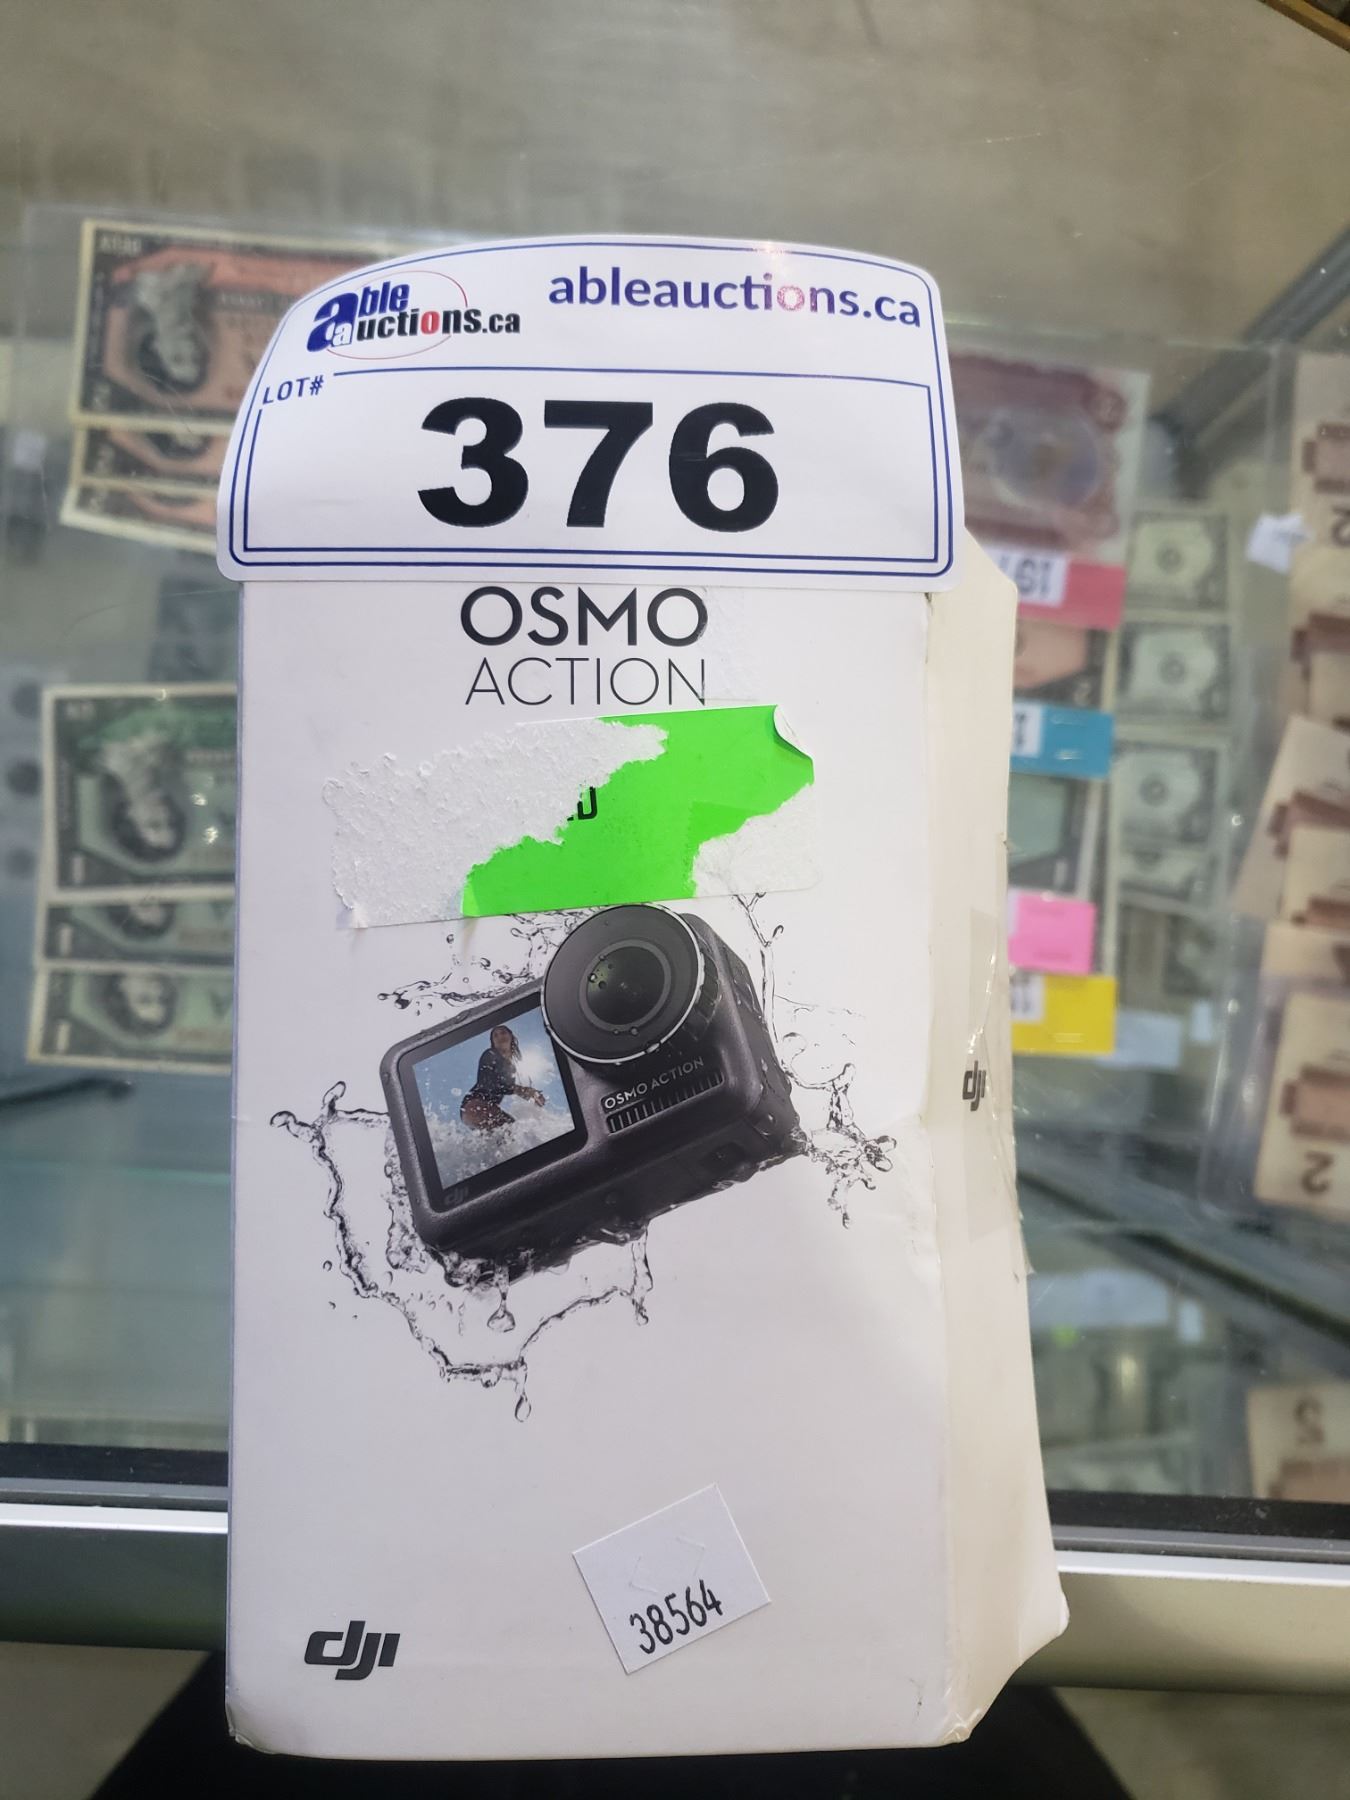 able
auctions.ca
ableauctions.ca
LOT#
376
OSMO
ACTION
OSMO ACTION
dji
dji
38564
dji